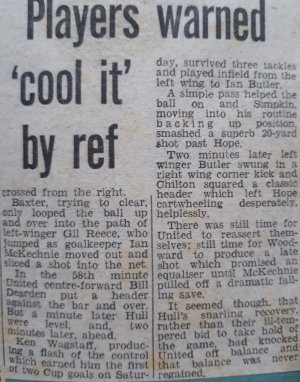 Players warned
'cool it'
by ref
crossed from the right.
Baxter, trying to clear,
only looped the ball up
and over into the path of
left-winger Gil Reece, who
jumped as goalkeeper Ian
McKechnie moved out and
sliced a shot into the net.
In the 58th minute
United centre-forward Bill
Dearden put a header
against the bar and over.
But a minute later Hull
were level, and, two
minutes later, ahead.
Ken Wagstaff, produc-
ing a flash of the control
which earned him the first
of two Cup goals on Satur-
day, survived three tackles
and played infield from the
left wing to Ian Butler.
A simple pass helped the
ball on and Simpkin,
moving into his routine
backing up position,
smashed a superb 20-yard
shot past Hope.
Two minutes later left
winger Butler swung in a
right wing corner kick and
Chilton squared a classic
header which left Hope
cartwheeling desperately,
helplessly.
There was still time for
United to reassert them-
selves; still time for Wood-
ward to produce a late
shot which promised an
equaliser until McKechnie
pulled off a dramatic fall-
ing save.
It seemed though, that
Hull's snarling recovery,
rather than their ill-tem-
pered bid to take hold of
the game, had knocked
United off balance and
that balance was never
regained.